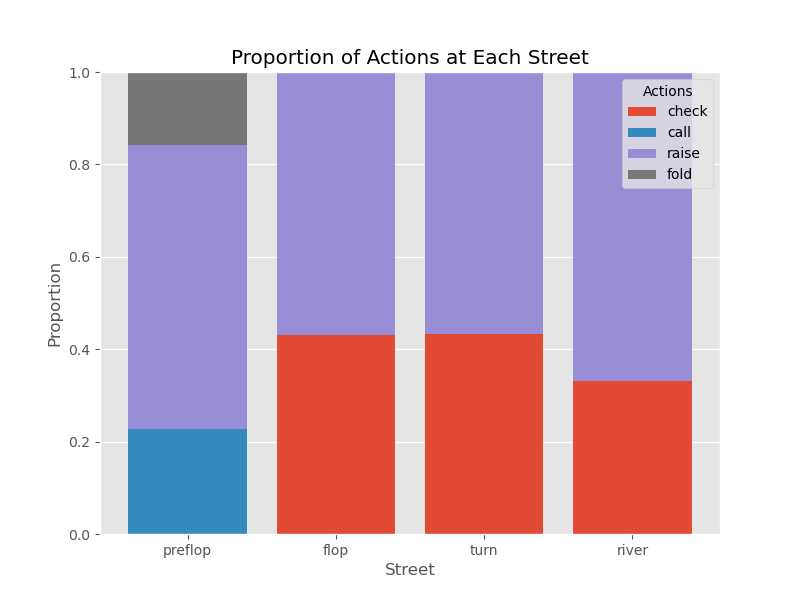 Proportion of Actions at Each Street
Actions
check
call
raise
fold
1.0
0.8
0.6
0.4
0.2
0.0
Proportion
preflop
flop
turn
river
Street